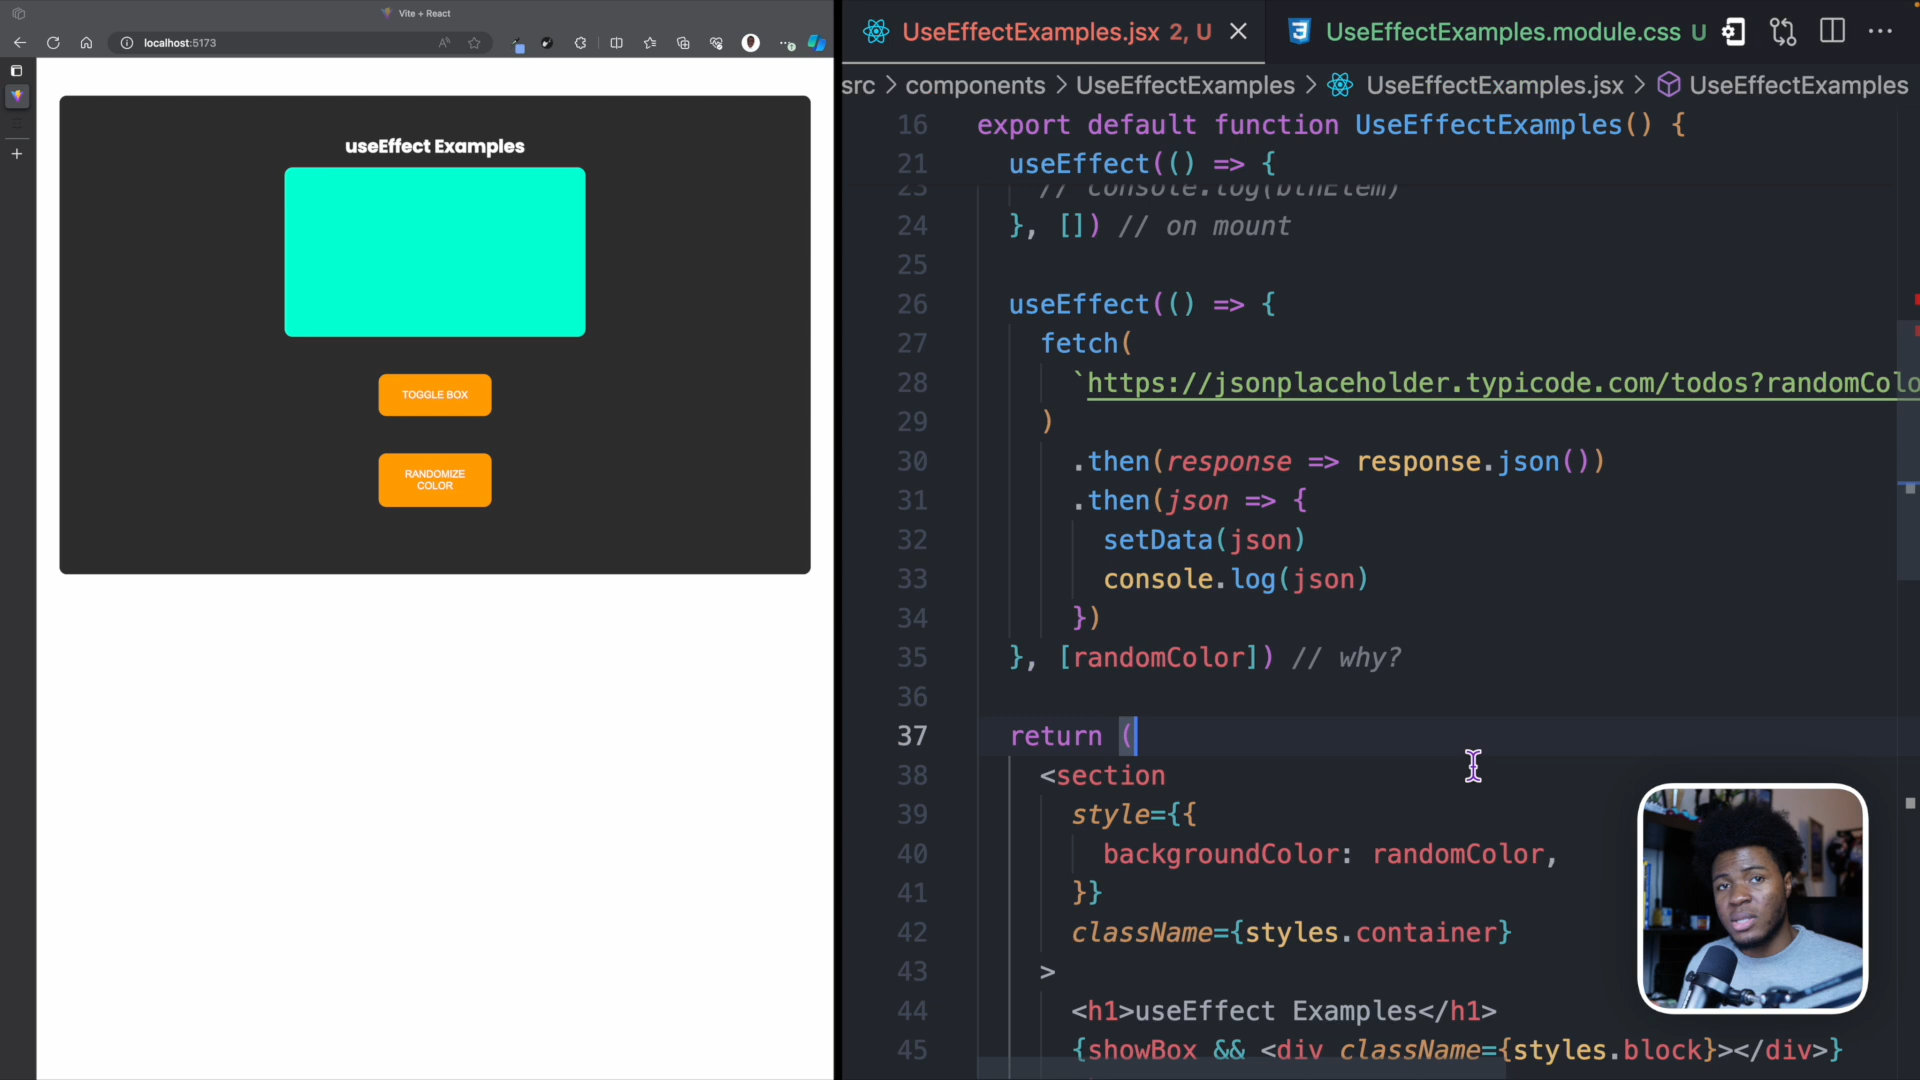 Vite + React
localhost:5173
useEffect Examples
TOGGLE BOX
RANDOMIZE
COLOR
UseEffectExamples.jsx 2, U
UseEffectExamples.module.css U
src > components > UseEffectExamples > UseEffectExamples.jsx > UseEffectExamples
16 export default function UseEffectExamples() {
21 useEffect(() => {
23 // console.log(btnElem)
24 }, []) // on mount
25
26 useEffect(() => {
27 fetch(
28 `https://jsonplaceholder.typicode.com/todos?randomColo
29 )
30 .then(response => response.json())
31 .then(json => {
32 setData(json)
33 console.log(json)
34 })
35 }, [randomColor]) // why?
36
37 return (
38 <section
39 style={{
40 backgroundColor: randomColor,
41 }}
42 className={styles.container}
43 >
44 <h1>useEffect Examples</h1>
45 {showBox && <div className={styles.block}></div>}